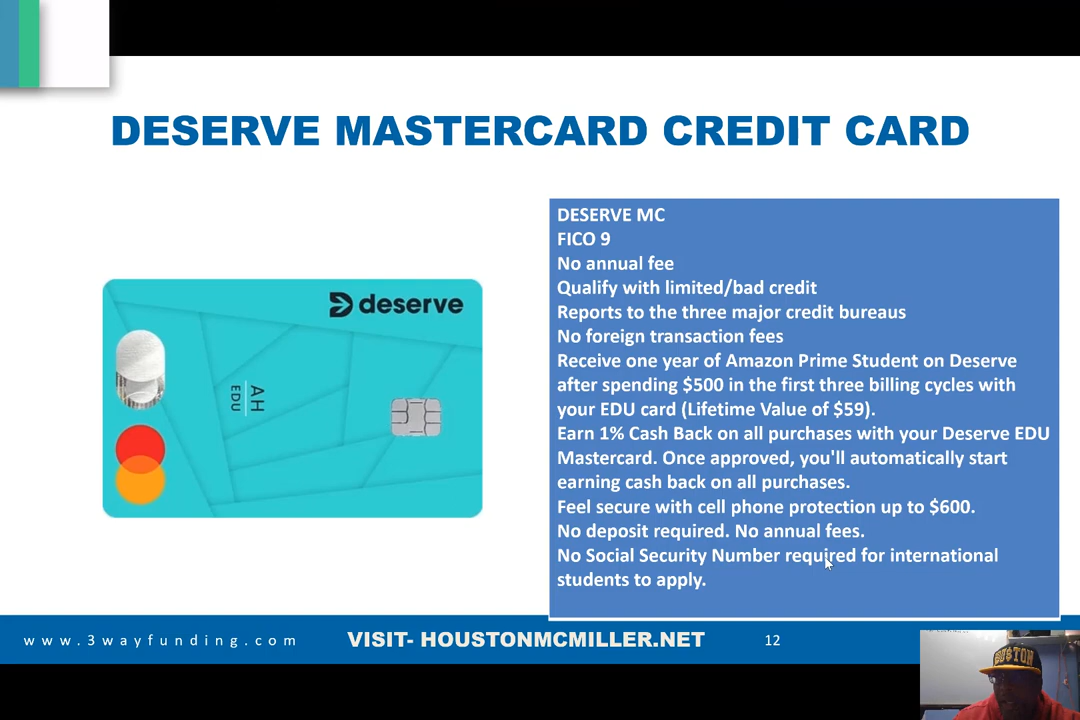 DESERVE MASTERCARD CREDIT CARD
deserve
AH
EDU
DESERVE MC
FICO 9
No annual fee
Qualify with limited/bad credit
Reports to the three major credit bureaus
No foreign transaction fees
Receive one year of Amazon Prime Student on Deserve
after spending $500 in the first three billing cycles with
your EDU card (Lifetime Value of $59).
Earn 1% Cash Back on all purchases with your Deserve EDU
Mastercard. Once approved, you'll automatically start
earning cash back on all purchases.
Feel secure with cell phone protection up to $600.
No deposit required. No annual fees.
No Social Security Number required for international
students to apply.
www.3wayfunding.com
VISIT- HOUSTONMCMILLER.NET
12